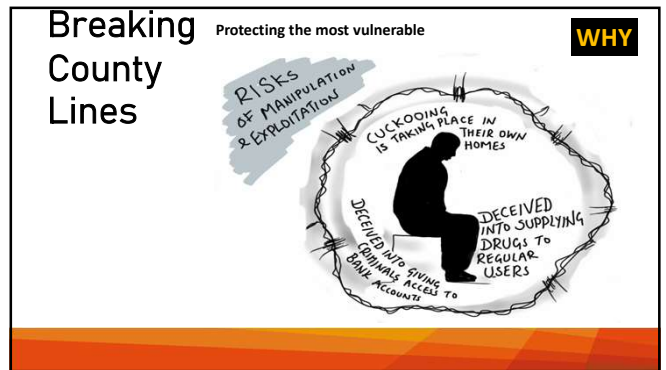 Breaking
County
Lines
Protecting the most vulnerable
WHY
RISKS
OF MANIPULATION
& EXPLOITATION
CUCKOOING
IS TAKING PLACE IN
THEIR OWN
HOMES
DECEIVED
INTO SUPPLYING
DRUGS TO
REGULAR
USERS
DECEIVED INTO GIVING
CRIMINALS ACCESS TO
BANK ACCOUNTS